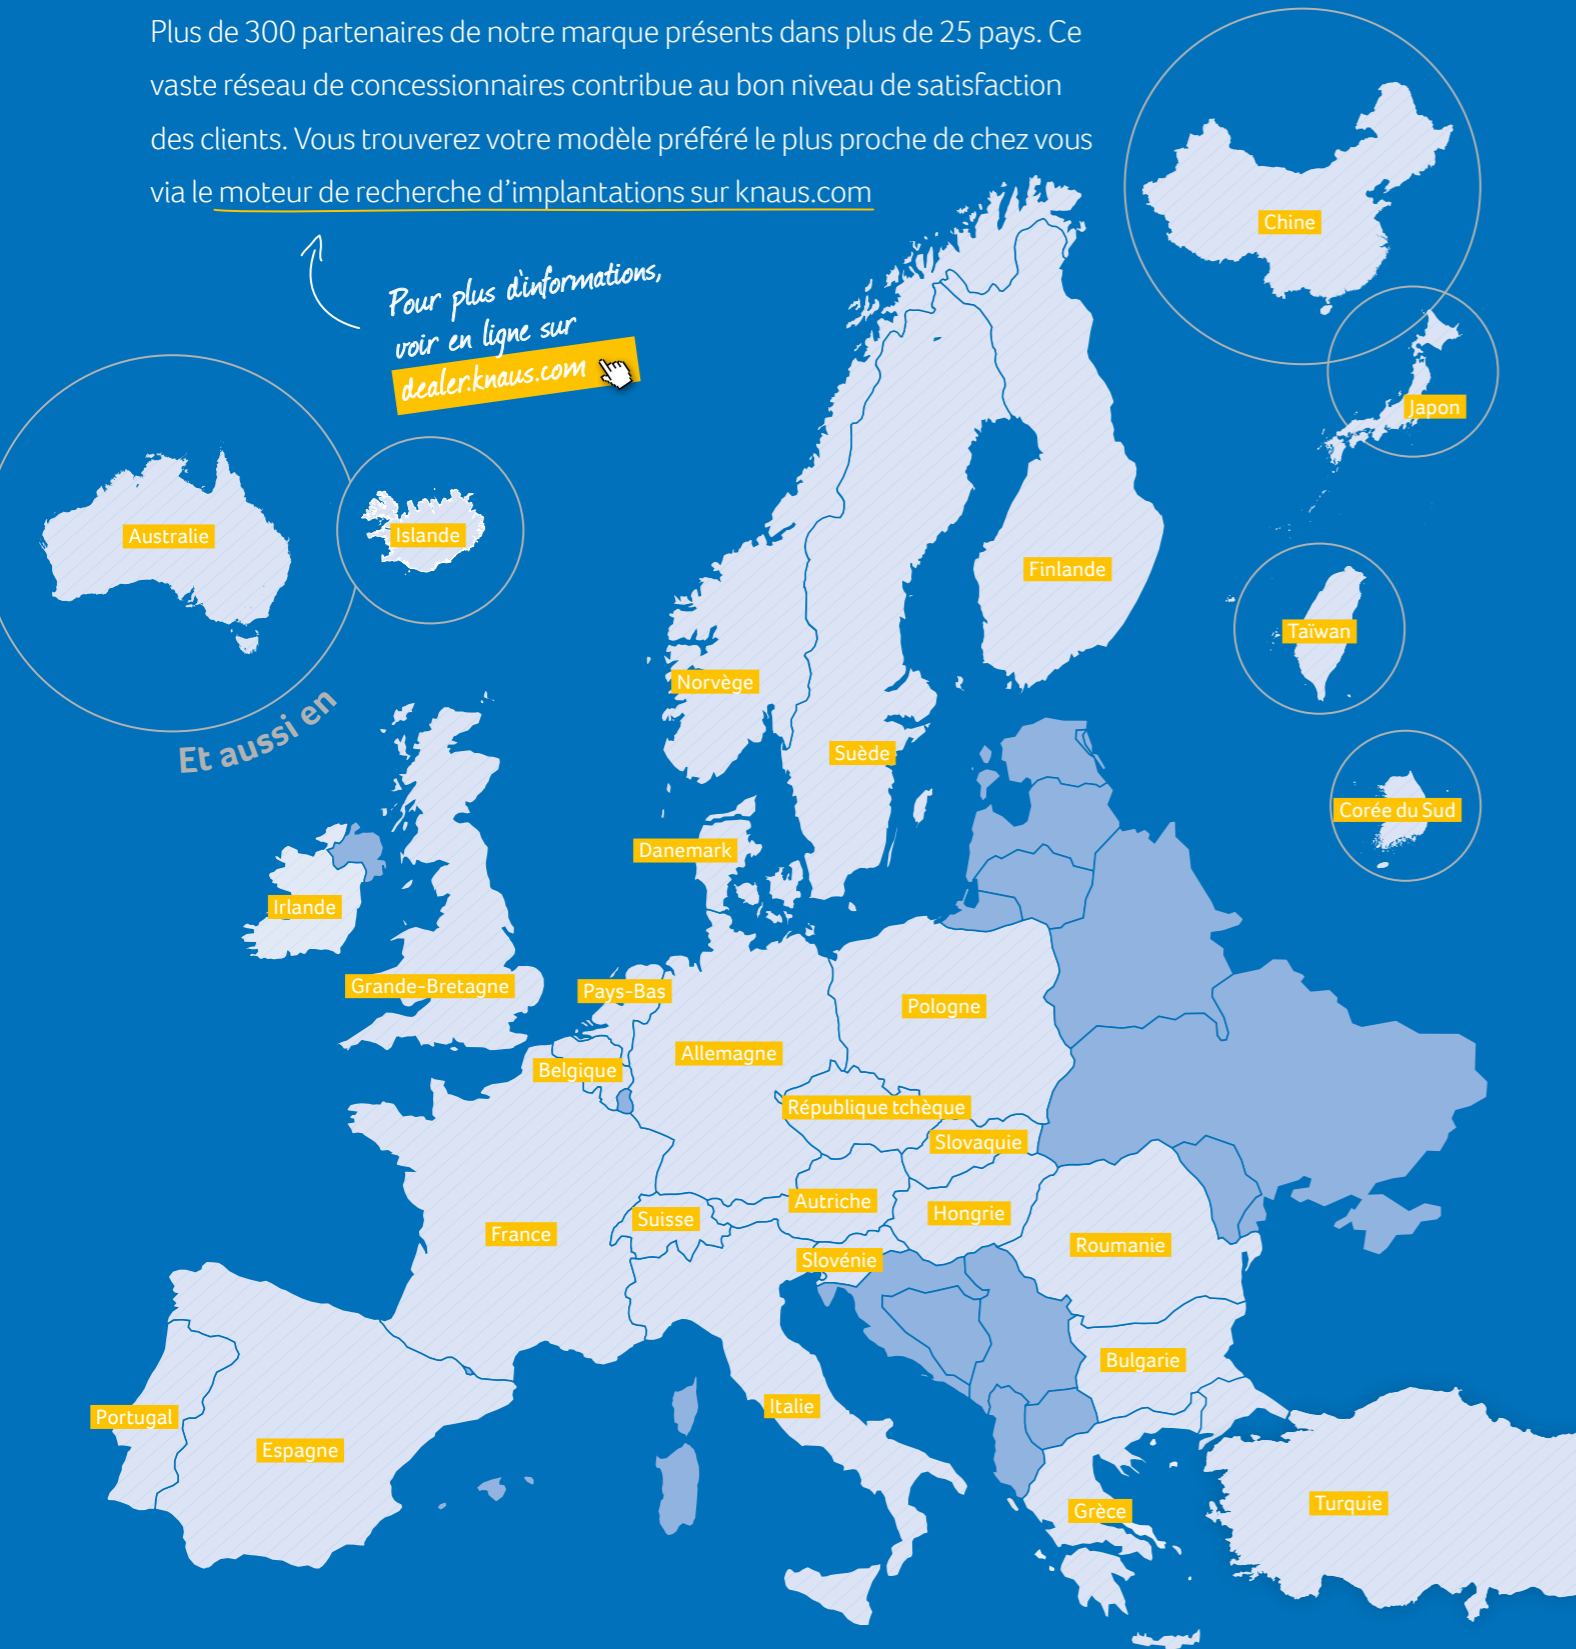 Plus de 300 partenaires de notre marque présents dans plus de 25 pays. Ce
vaste réseau de concessionnaires contribue au bon niveau de satisfaction
des clients. Vous trouverez votre modèle préféré le plus proche de chez vous
via le moteur de recherche d’implantations sur knaus.com
Pour plus d'informations,
voir en ligne sur
dealer.knaus.com
Chine
Japon
Australie
Islande
Finlande
Taïwan
Norvège
Et aussi en
Suède
Corée du Sud
Danemark
Irlande
Grande-Bretagne
Pays-Bas
Pologne
Allemagne
Belgique
République tchèque
Slovaquie
Autriche
Hongrie
Suisse
France
Roumanie
Slovénie
Bulgarie
Italie
Portugal
Espagne
Turquie
Grèce